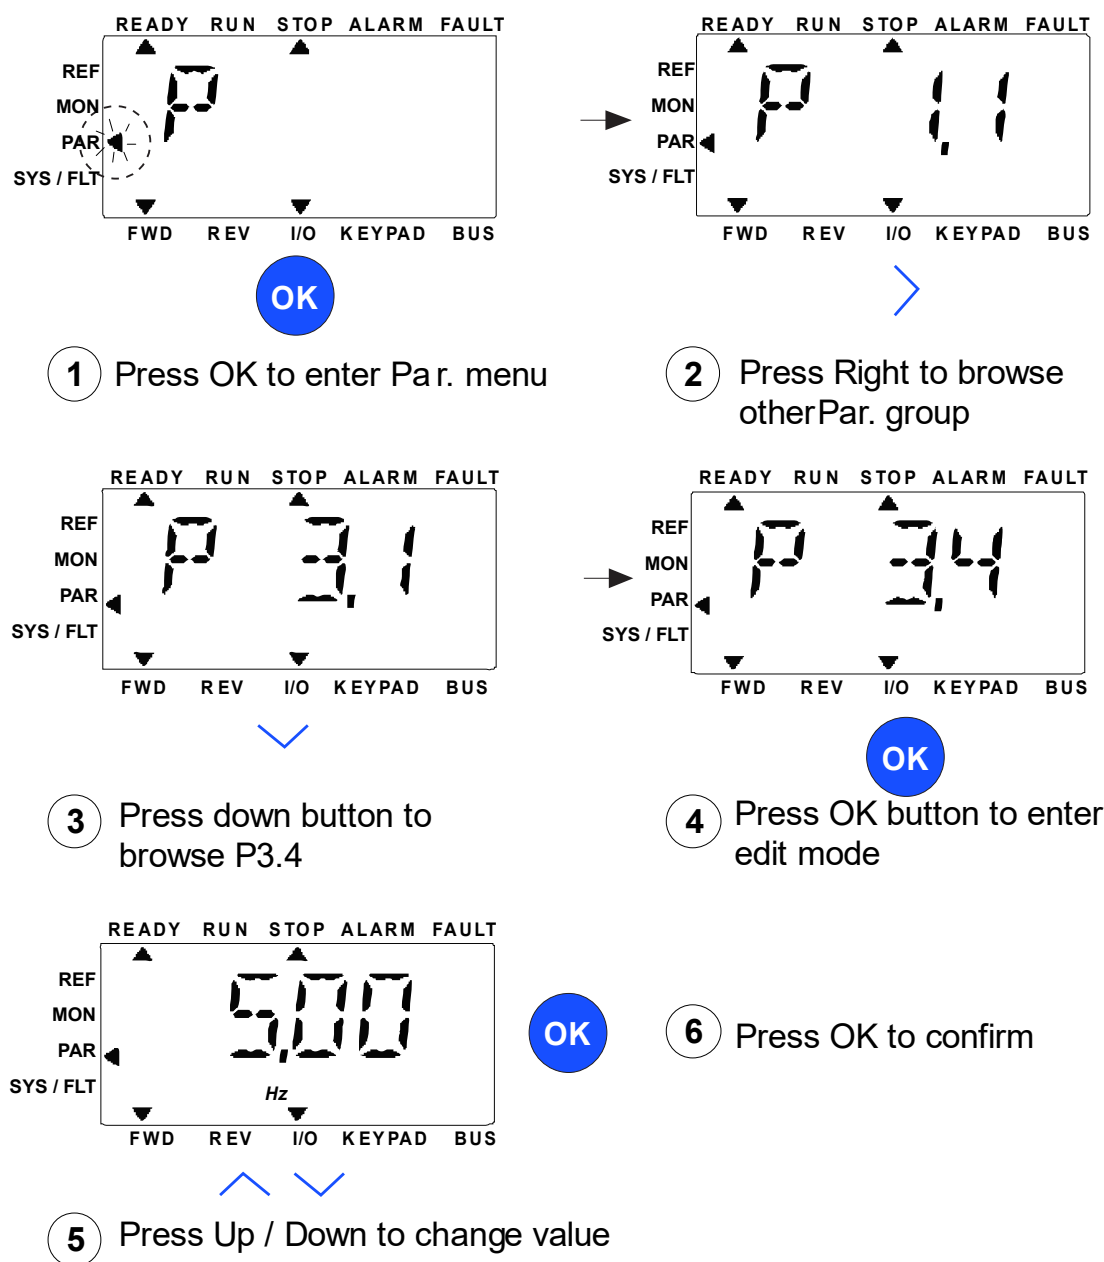 READY RUN STOP ALARM FAULT
REF
MON
PAR
SYS / FLT
P
FWD REV I/O KEYPAD BUS
OK
1 Press OK to enter Par. menu
READY RUN STOP ALARM FAULT
REF
MON
PAR
SYS / FLT
P 1.1
FWD REV I/O KEYPAD BUS
2 Press Right to browse
otherPar. group
READY RUN STOP ALARM FAULT
REF
MON
PAR
SYS / FLT
P 3.1
FWD REV I/O KEYPAD BUS
3 Press down button to
browse P3.4
READY RUN STOP ALARM FAULT
REF
MON
PAR
SYS / FLT
P 3.4
FWD REV I/O KEYPAD BUS
OK
4 Press OK button to enter
edit mode
READY RUN STOP ALARM FAULT
REF
MON
PAR
SYS / FLT
5.00
Hz
FWD REV I/O KEYPAD BUS
5 Press Up / Down to change value
OK
6 Press OK to confirm